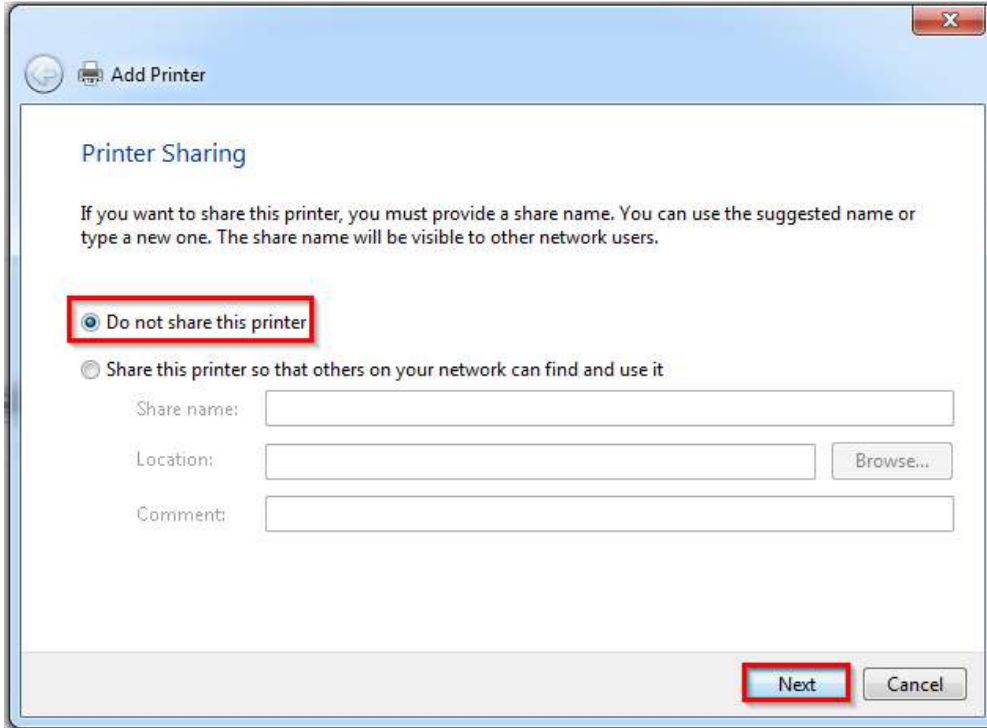 Add Printer
Printer Sharing
If you want to share this printer, you must provide a share name. You can use the suggested name or
type a new one. The share name will be visible to other network users.
Do not share this printer
Share this printer so that others on your network can find and use it
Share name:
Location:
Browse...
Comment:
Next
Cancel